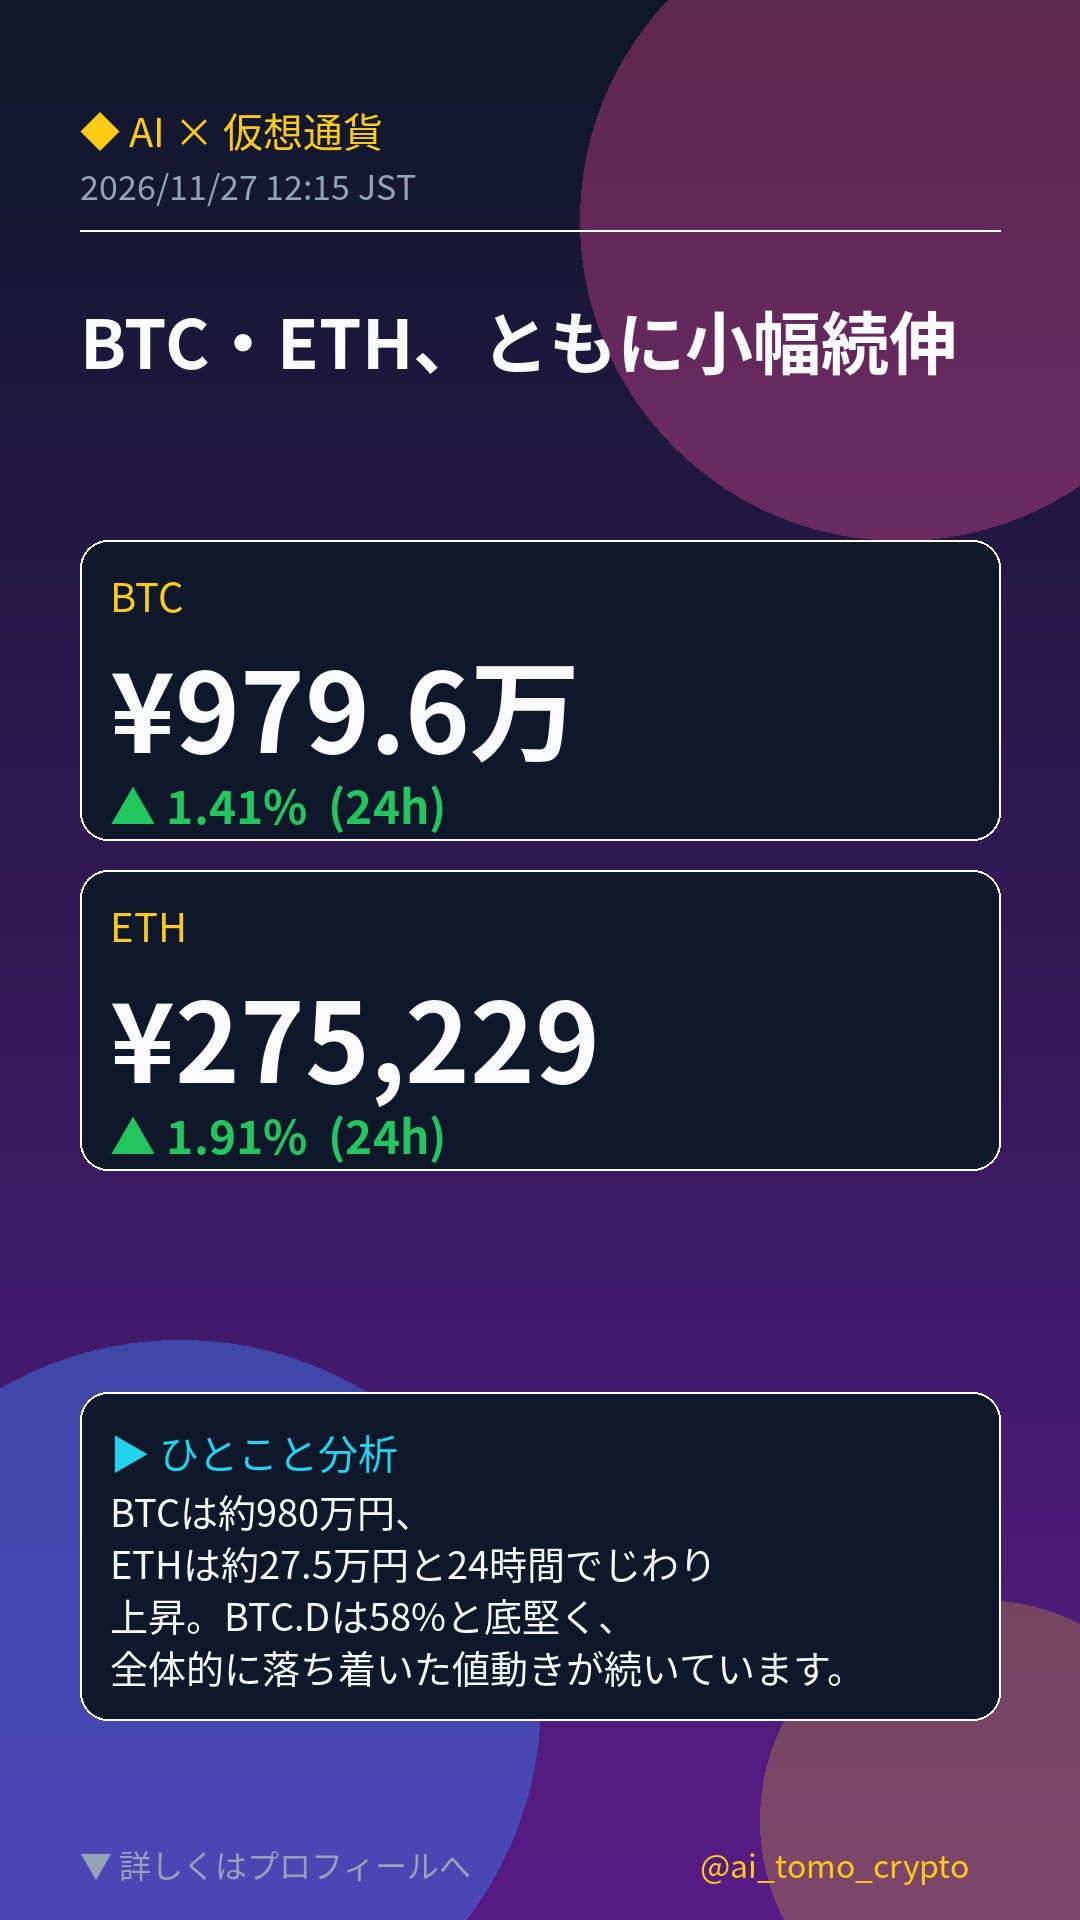 ◆ AI × 仮想通貨
2026/11/27 12:15 JST
BTC・ETH、ともに小幅続伸
BTC
¥979.6万
▲ 1.41% (24h)
ETH
¥275,229
▲ 1.91% (24h)
▶ ひとこと分析
BTCは約980万円、
ETHは約27.5万円と24時間でじわり
上昇。BTC.Dは58%と底堅く、
全体的に落ち着いた値動きが続いています。
▼ 詳しくはプロフィールへ
@ai_tomo_crypto